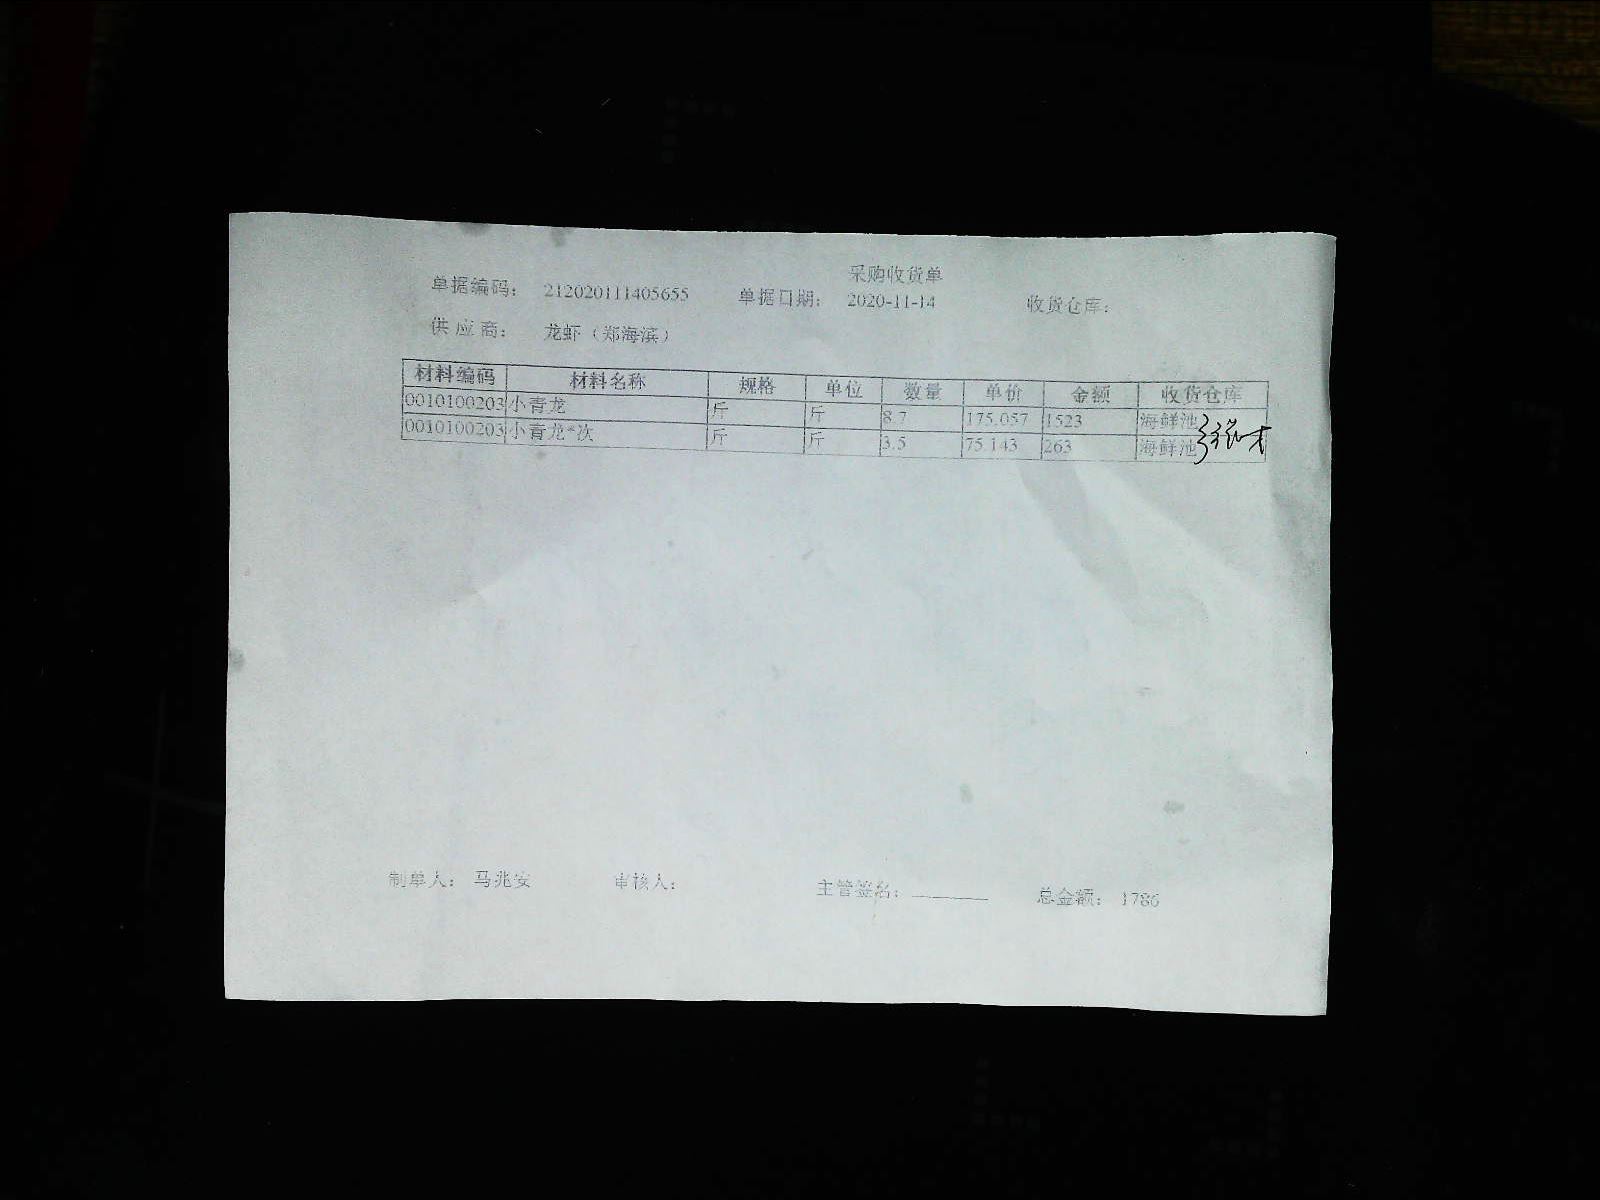 采购收货单
单据编码： 212020111405655 单据日期： 2020-11-14 收货仓库：
供应商： 龙虾（郑海滨）
材料编码 材料名称 规格 单位 数量 单价 金额 收货仓库
0010100203 小青龙 斤 斤 8.7 175.057 1523 海鲜池
0010100203 小青龙*次 斤 斤 3.5 75.143 263 海鲜池
制单人： 马兆安 审核人： 主管签名： 总金额： 1786